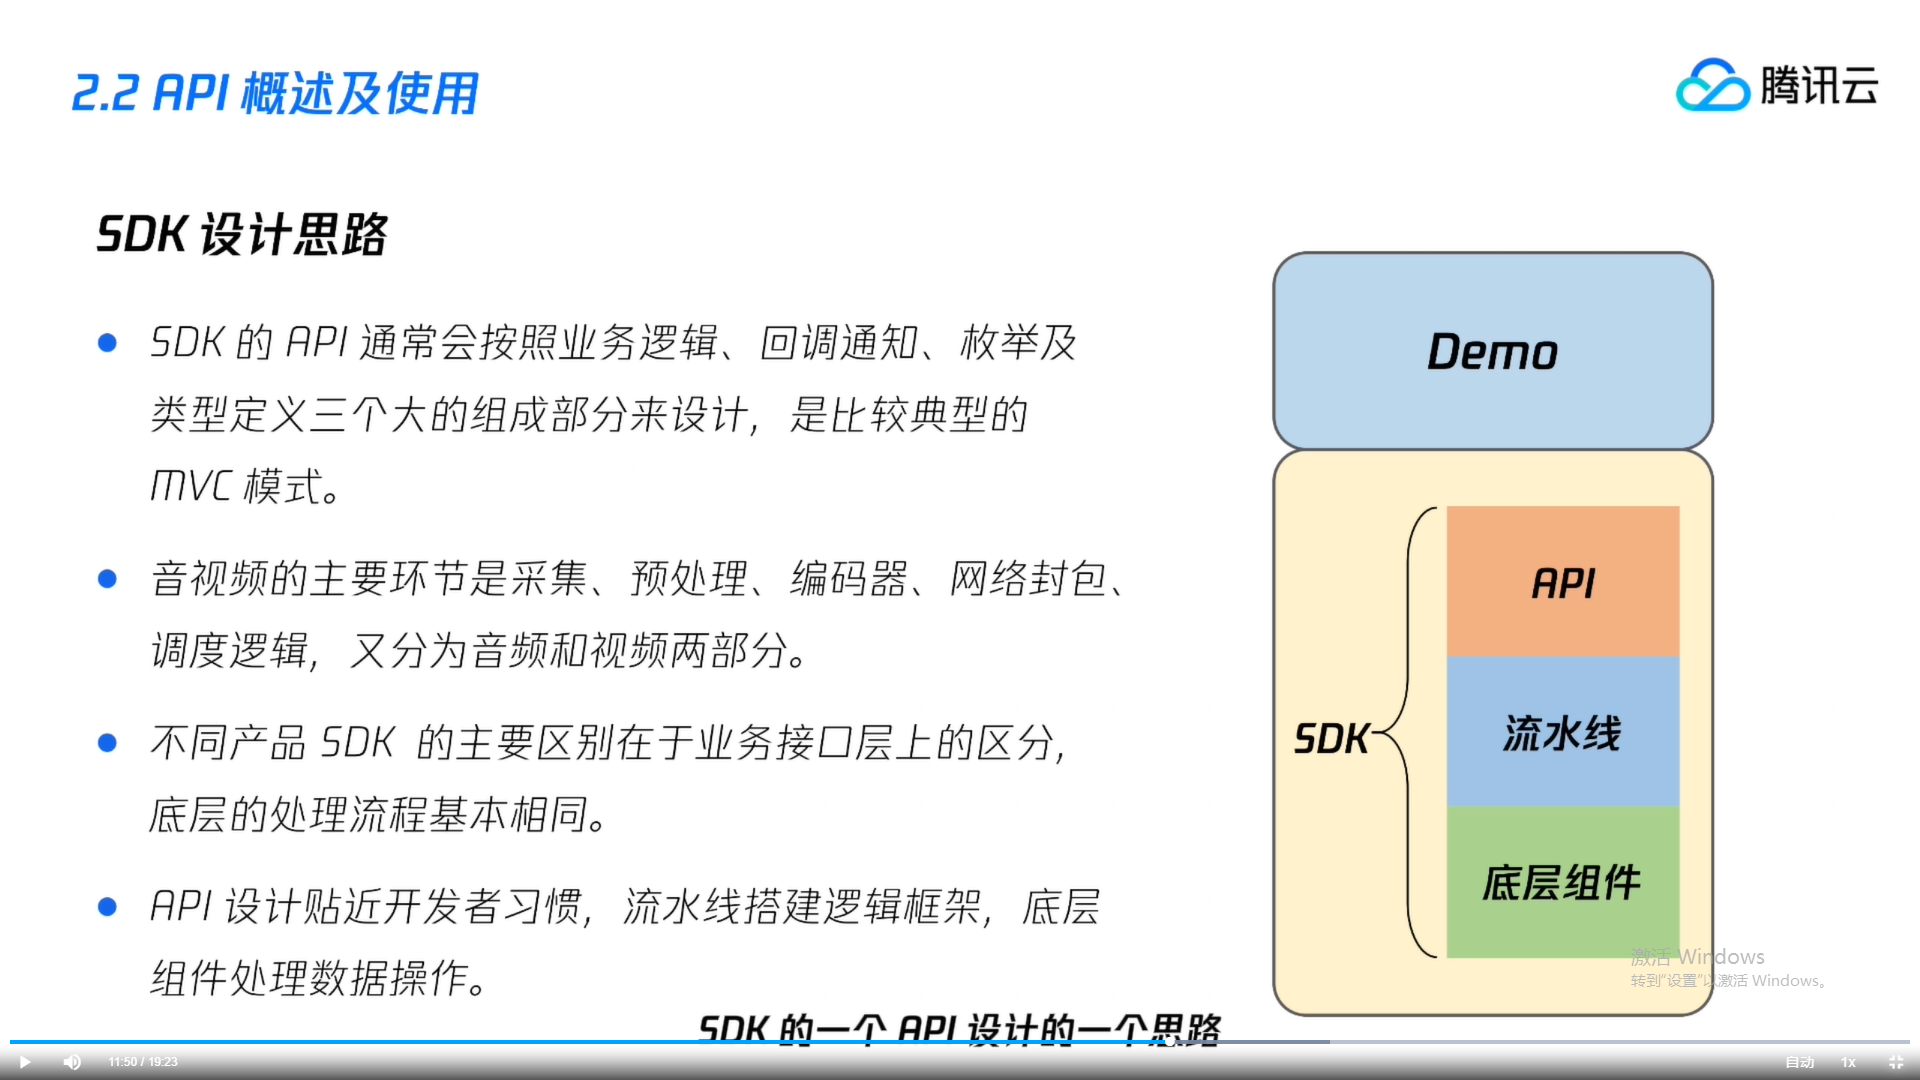 2.2 API 概述及使用
腾讯云
SDK 设计思路
SDK 的 API 通常会按照业务逻辑、回调通知、枚举及
类型定义三个大的组成部分来设计，是比较典型的
MVC 模式。
音视频的主要环节是采集、预处理、编码器、网络封包、
调度逻辑，又分为音频和视频两部分。
不同产品 SDK 的主要区别在于业务接口层上的区分，
底层的处理流程基本相同。
API 设计贴近开发者习惯，流水线搭建逻辑框架，底层
组件处理数据操作。
Demo
SDK
API
流水线
底层组件
激活 Windows
转到“设置”以激活 Windows。
SDK 的一个 API 设计的一个思路
11:50 / 19:23
自动
1x